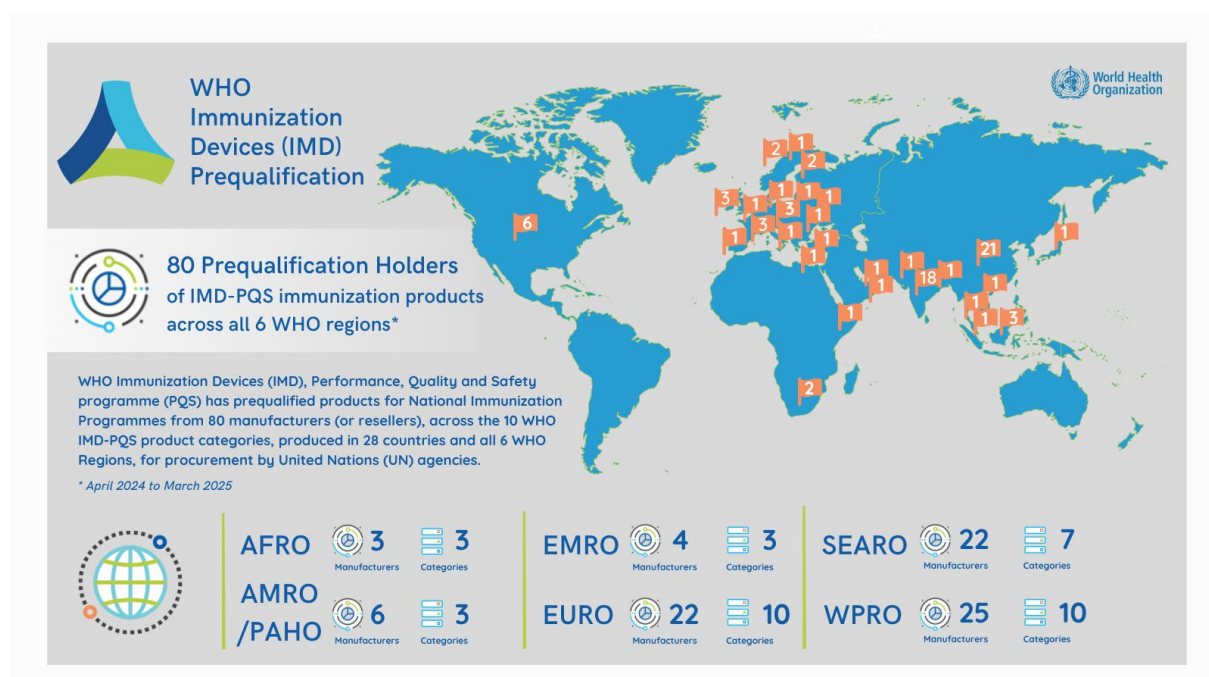 WHO
Immunization
Devices (IMD)
Prequalification
World Health
Organization
80 Prequalification Holders
of IMD-PQS immunization products
across all 6 WHO regions*
WHO Immunization Devices (IMD), Performance, Quality and Safety
programme (PQS) has prequalified products for National Immunization
Programmes from 80 manufacturers (or resellers), across the 10 WHO
IMD-PQS product categories, produced in 28 countries and all 6 WHO
Regions, for procurement by United Nations (UN) agencies.
* April 2024 to March 2025
6
2
1
2
3
1
1
1
1
3
3
1
1
1
1
1
1
1
1
18
1
21
1
1
1
1
3
1
2
AFRO 3 Manufacturers 3 Categories
AMRO
/PAHO 6 Manufacturers 3 Categories
EMRO 4 Manufacturers 3 Categories
EURO 22 Manufacturers 10 Categories
SEARO 22 Manufacturers 7 Categories
WPRO 25 Manufacturers 10 Categories